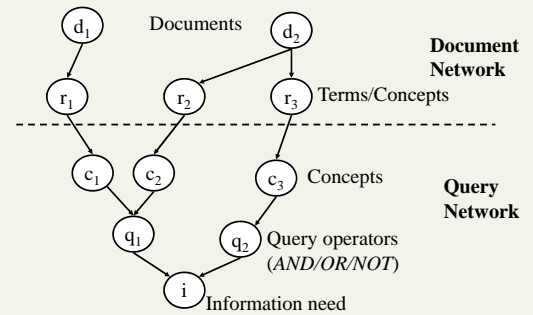 d1 Documents d2
Document
Network
r1 r2 r3 Terms/Concepts
c1 c2 c3 Concepts
Query
Network
q1 q2 Query operators
(AND/OR/NOT)
i Information need